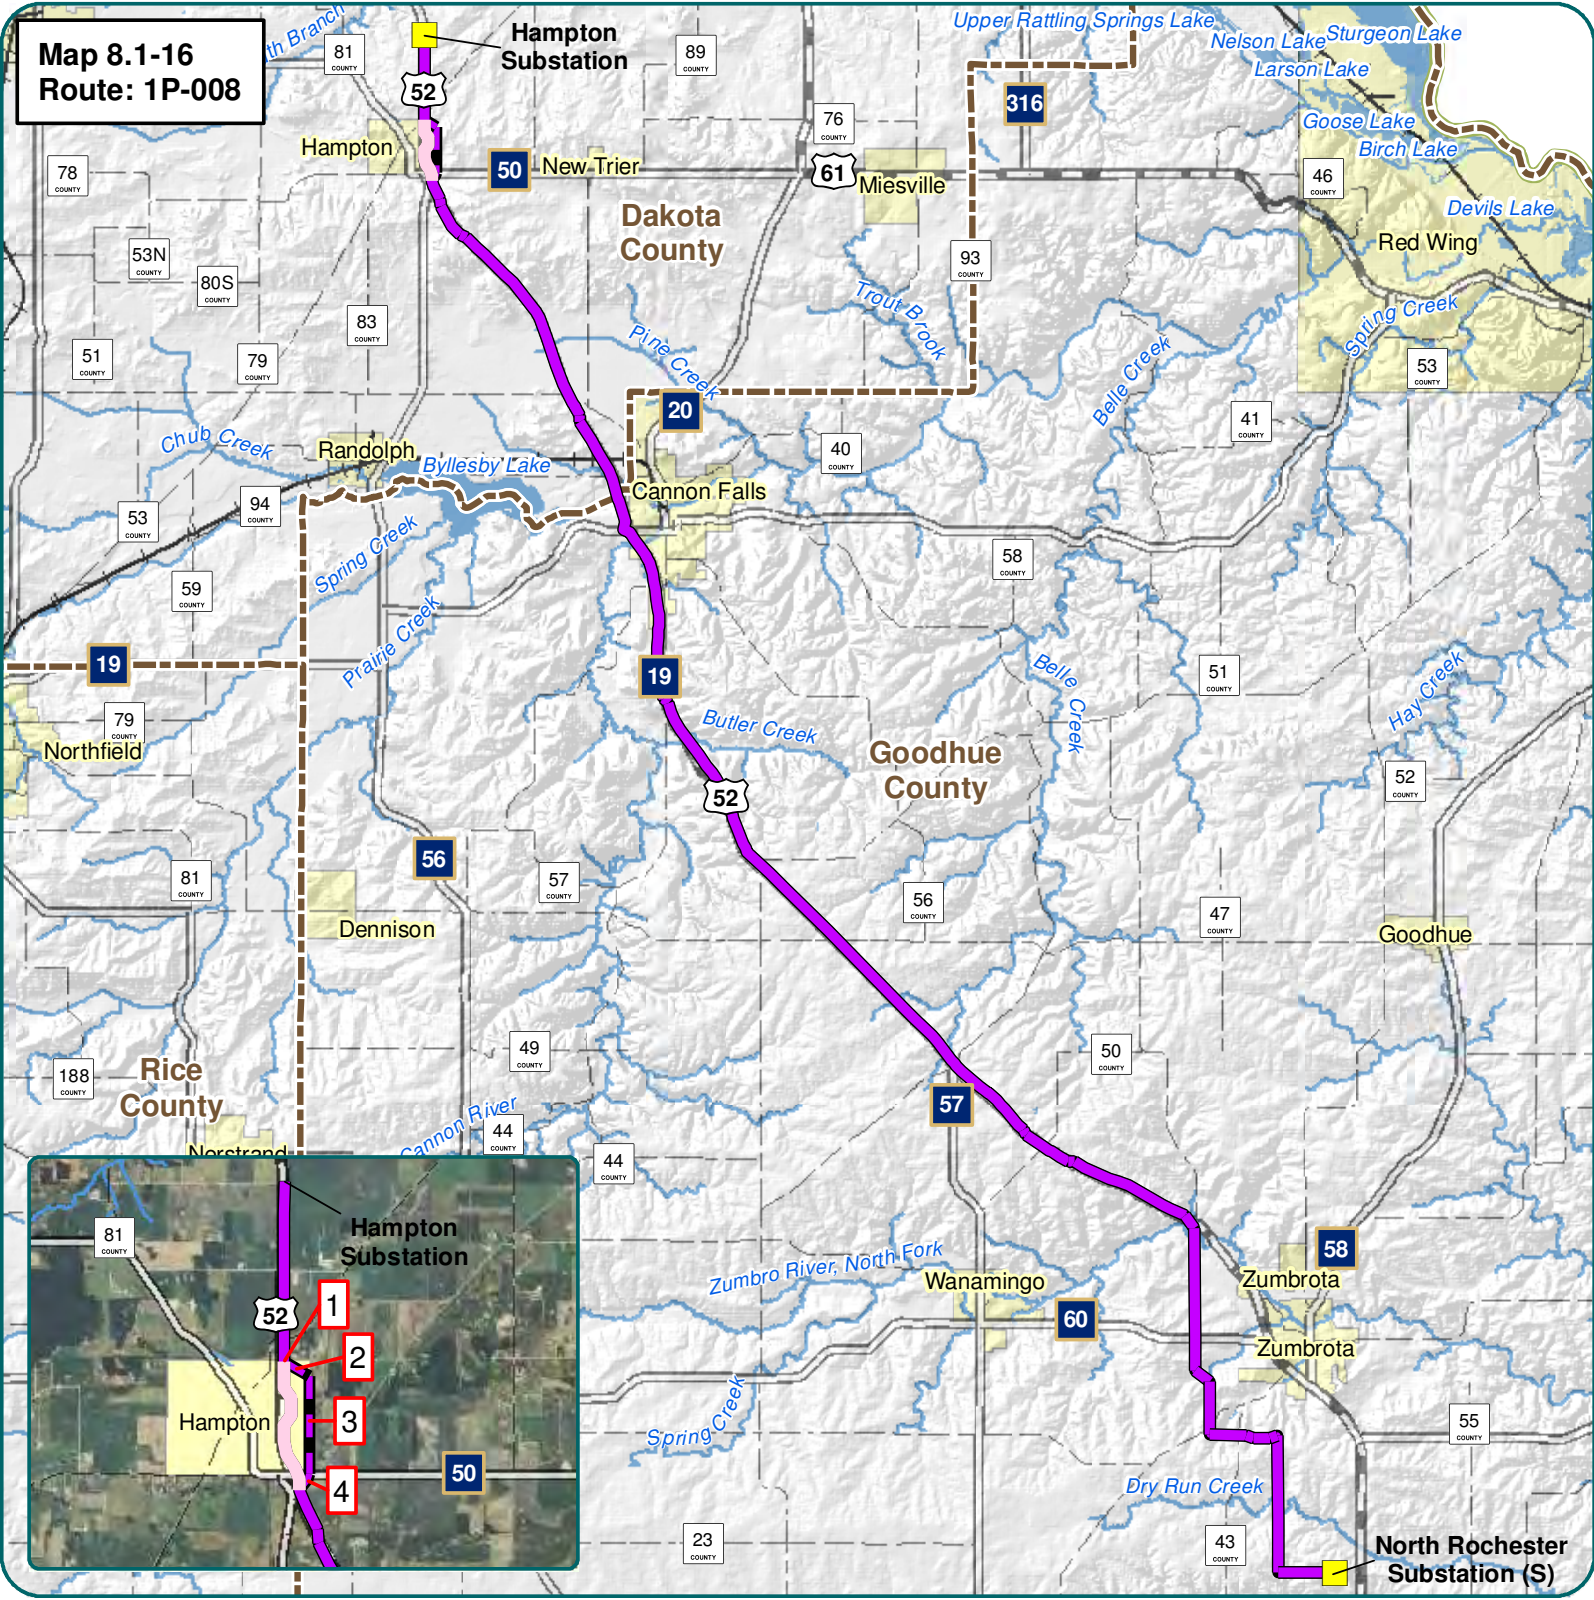 Map 8.1-16
Route: 1P-008
th Branch
81
COUNTY
Hampton
Substation
89
COUNTY
Upper Rattling Springs Lake
Nelson Lake
Sturgeon Lake
Larson Lake
52
316
76
COUNTY
Goose Lake
Birch Lake
Hampton
50
New Trier
61
Miesville
78
COUNTY
46
COUNTY
Devils Lake
Dakota
County
Red Wing
53N
COUNTY
80S
COUNTY
93
COUNTY
83
COUNTY
Trout Brook
Spring Creek
51
COUNTY
79
COUNTY
Pine Creek
Belle Creek
53
COUNTY
20
41
COUNTY
Chub Creek
Randolph
Byllesby Lake
40
COUNTY
Cannon Falls
94
COUNTY
53
COUNTY
Spring Creek
58
COUNTY
59
COUNTY
Prairie Creek
19
19
Belle
Creek
51
COUNTY
Hay Creek
79
COUNTY
Northfield
Butler Creek
Goodhue
County
52
COUNTY
52
56
81
COUNTY
57
COUNTY
56
COUNTY
47
COUNTY
Dennison
Goodhue
49
COUNTY
50
COUNTY
188
COUNTY
Rice
County
57
Cannon River
44
COUNTY
Nerstrand
44
COUNTY
81
COUNTY
Hampton
Substation
52
1
2
3
4
Hampton
50
Zumbro River, North Fork
Wanamingo
60
58
Zumbrota
Zumbrota
Spring Creek
55
COUNTY
Dry Run Creek
23
COUNTY
43
COUNTY
North Rochester
Substation (S)